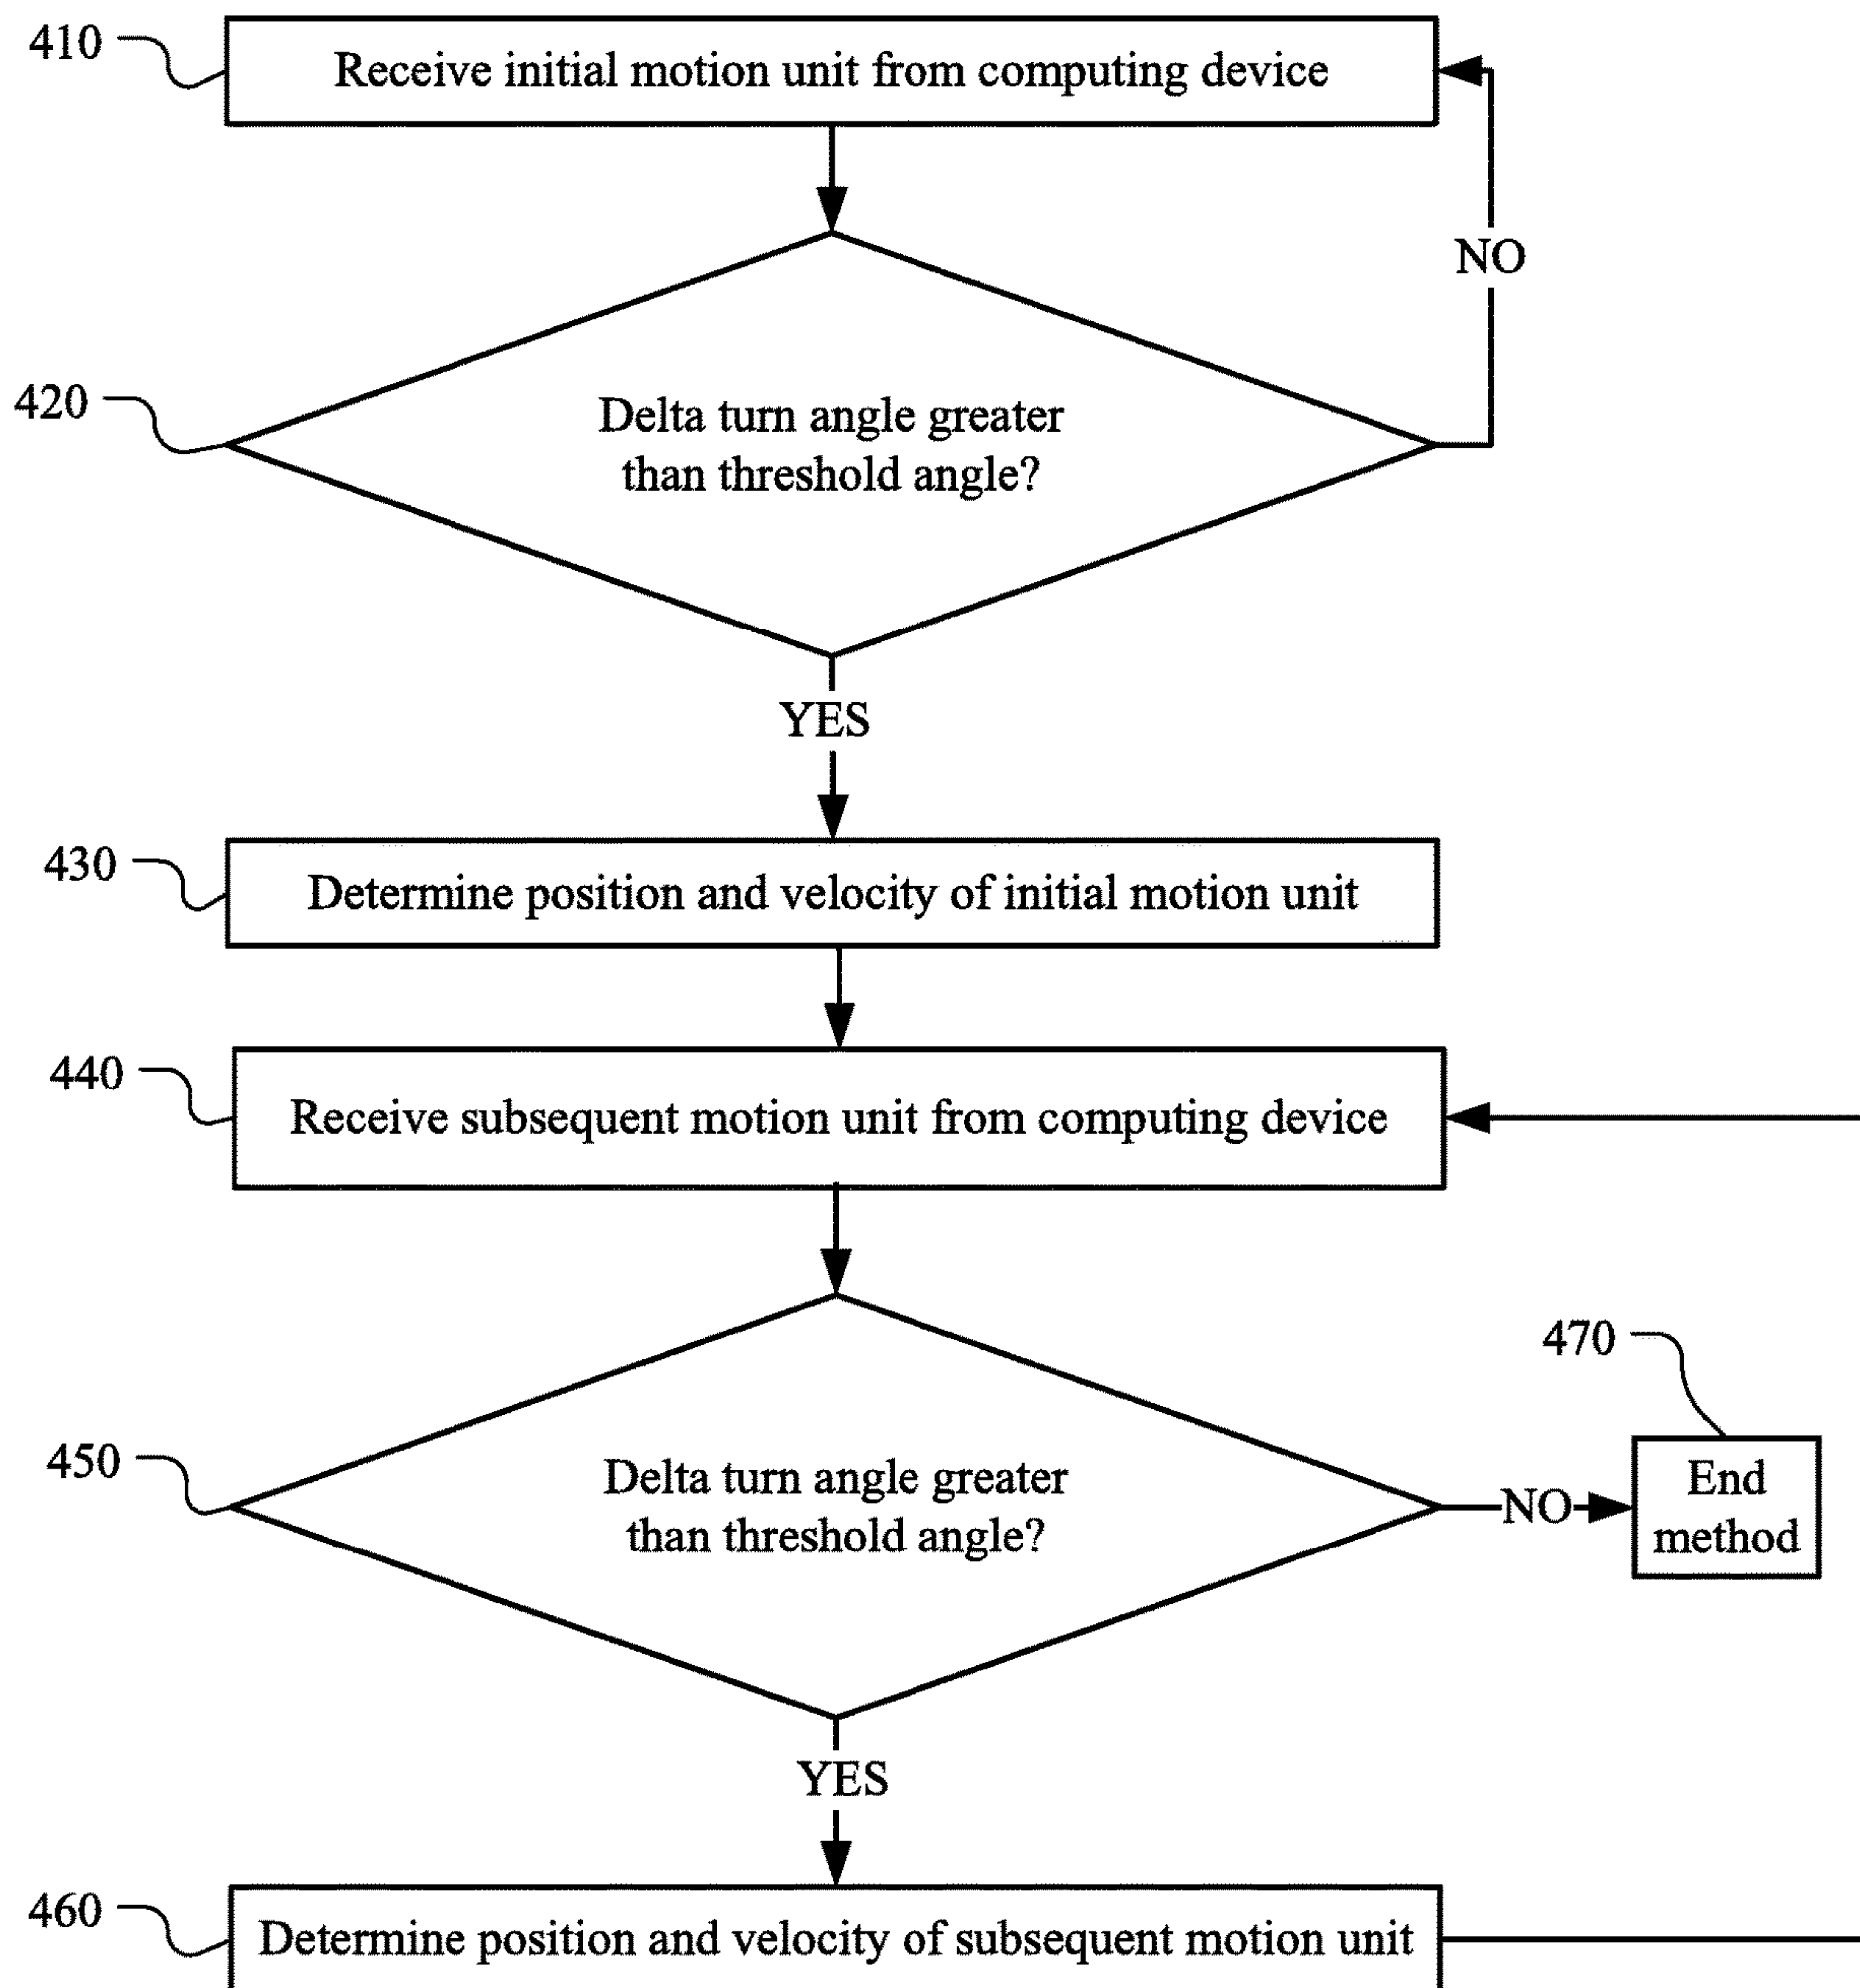 410
Receive initial motion unit from computing device
NO
420
Delta turn angle greater
than threshold angle?
YES
430
Determine position and velocity of initial motion unit
440
Receive subsequent motion unit from computing device
470
450
Delta turn angle greater
than threshold angle?
NO
End
method
YES
460
Determine position and velocity of subsequent motion unit